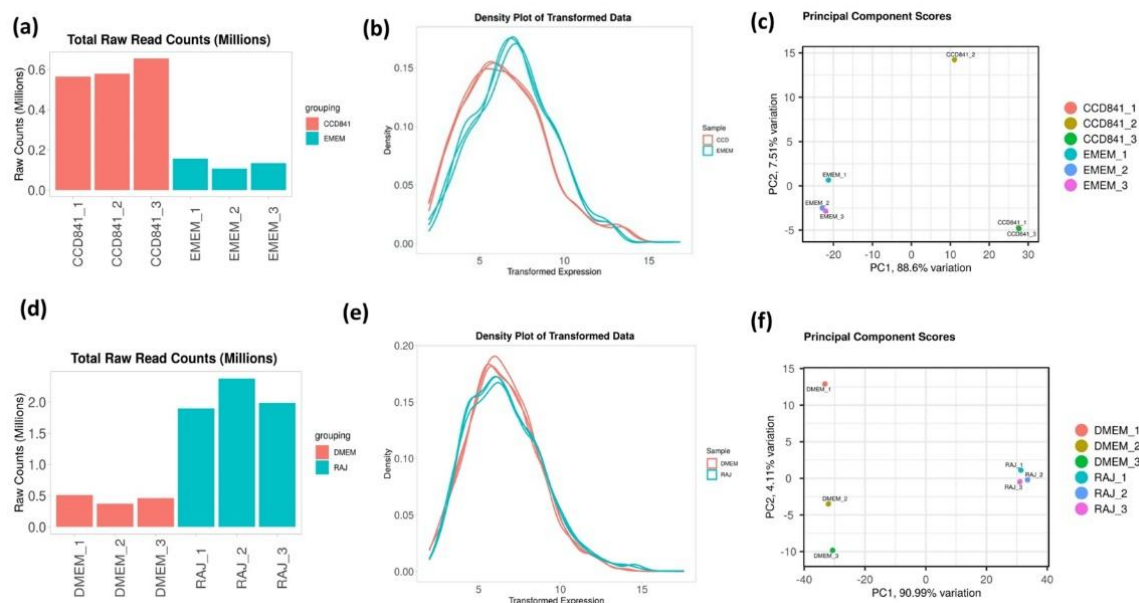 (a)
Total Raw Read Counts (Millions)
Raw Counts (Millions)
0.6
0.4
0.2
0.0
CCD841_1
CCD841_2
CCD841_3
EMEM_1
EMEM_2
EMEM_3
grouping
CCD841
EMEM
(b)
Density Plot of Transformed Data
Density
0.15
0.10
0.05
0.00
5
10
15
Transformed Expression
Sample
CCD
EMEM
(c)
Principal Component Scores
PC2, 7.51% variation
15
10
5
0
-5
CCD841_2
EMEM_1
EMEM_2
EMEM_3
CCD841_1
CCD841_3
-20
-10
0
10
20
30
PC1, 88.6% variation
CCD841_1
CCD841_2
CCD841_3
EMEM_1
EMEM_2
EMEM_3
(d)
Total Raw Read Counts (Millions)
Raw Counts (Millions)
2.0
1.5
1.0
0.5
0.0
DMEM_1
DMEM_2
DMEM_3
RAJ_1
RAJ_2
RAJ_3
grouping
DMEM
RAJ
(e)
Density Plot of Transformed Data
Density
0.20
0.15
0.10
0.05
0.00
5
10
15
Transformed Expression
Sample
DMEM
RAJ
(f)
Principal Component Scores
PC2, 4.11% variation
15
10
5
0
-5
-10
DMEM_1
RAJ_1
RAJ_2
RAJ_3
DMEM_2
DMEM_3
-40
-20
0
20
40
PC1, 90.99% variation
DMEM_1
DMEM_2
DMEM_3
RAJ_1
RAJ_2
RAJ_3